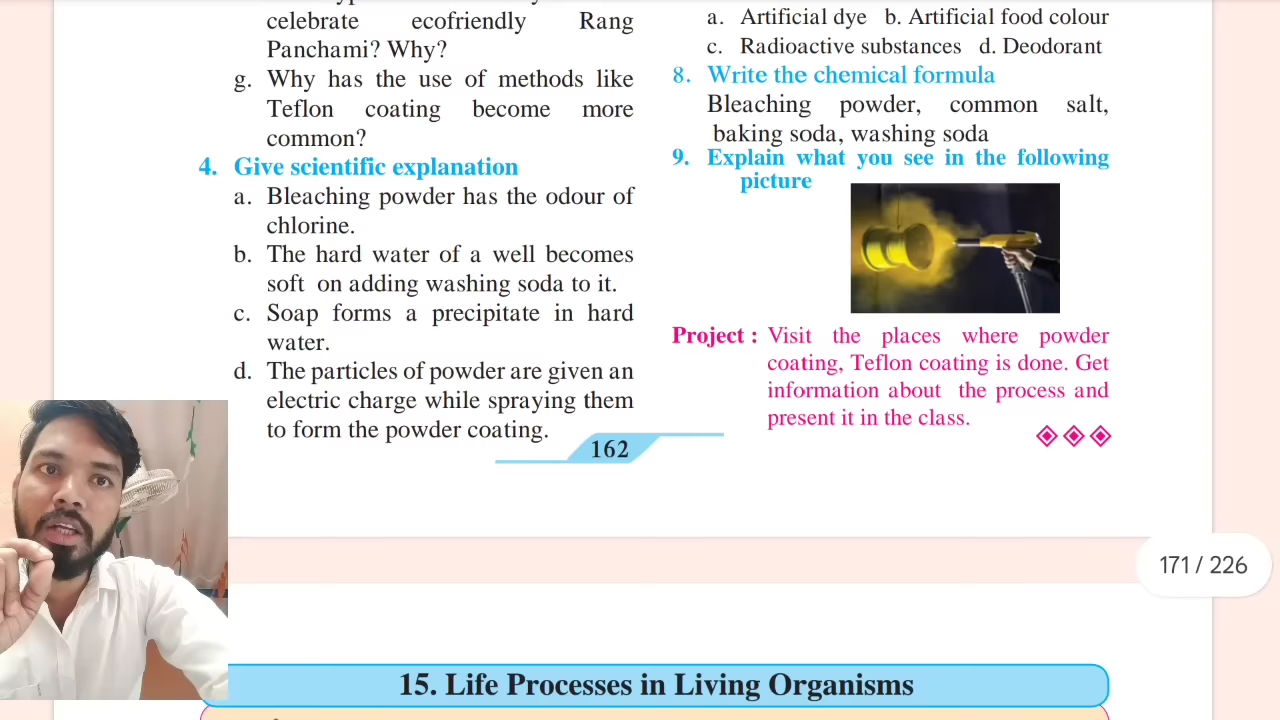 celebrate ecofriendly Rang
Panchami? Why?
g. Why has the use of methods like
Teflon coating become more
common?
4. Give scientific explanation
a. Bleaching powder has the odour of
chlorine.
b. The hard water of a well becomes
soft on adding washing soda to it.
c. Soap forms a precipitate in hard
water.
d. The particles of powder are given an
electric charge while spraying them
to form the powder coating.
a. Artificial dye b. Artificial food colour
c. Radioactive substances d. Deodorant
8. Write the chemical formula
Bleaching powder, common salt,
baking soda, washing soda
9. Explain what you see in the following
picture
Project : Visit the places where powder
coating, Teflon coating is done. Get
information about the process and
present it in the class.
162
171 / 226
15. Life Processes in Living Organisms